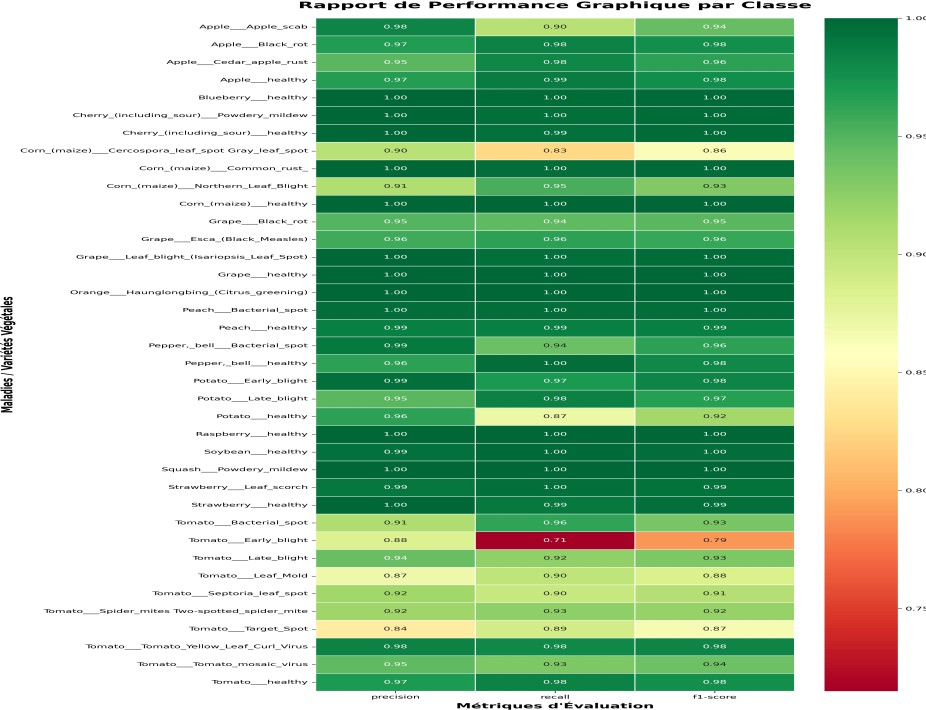 Rapport de Performance Graphique par Classe
Apple___Apple_scab 0.98 0.90 0.94
Apple___Black_rot 0.97 0.98 0.98
Apple___Cedar_apple_rust 0.95 0.98 0.96
Apple___healthy 0.97 0.99 0.98
Blueberry___healthy 1.00 1.00 1.00
Cherry_(including_sour)___Powdery_mildew 1.00 1.00 1.00
Cherry_(including_sour)___healthy 1.00 0.99 1.00
Corn_(maize)___Cercospora_leaf_spot Gray_leaf_spot 0.90 0.83 0.86
Corn_(maize)___Common_rust_ 1.00 1.00 1.00
Corn_(maize)___Northern_Leaf_Blight 0.91 0.95 0.93
Corn_(maize)___healthy 1.00 1.00 1.00
Grape___Black_rot 0.95 0.94 0.95
Grape___Esca_(Black_Measles) 0.96 0.96 0.96
Grape___Leaf_blight_(Isariopsis_Leaf_Spot) 1.00 1.00 1.00
Grape___healthy 1.00 1.00 1.00
Orange___Haunglongbing_(Citrus_greening) 1.00 1.00 1.00
Peach___Bacterial_spot 1.00 1.00 1.00
Peach___healthy 0.99 0.99 0.99
Pepper,_bell___Bacterial_spot 0.99 0.94 0.96
Pepper,_bell___healthy 0.96 1.00 0.98
Potato___Early_blight 0.99 0.97 0.98
Potato___Late_blight 0.95 0.98 0.97
Potato___healthy 0.96 0.87 0.92
Raspberry___healthy 1.00 1.00 1.00
Soybean___healthy 0.99 1.00 1.00
Squash___Powdery_mildew 1.00 1.00 1.00
Strawberry___Leaf_scorch 0.99 1.00 0.99
Strawberry___healthy 1.00 0.99 0.99
Tomato___Bacterial_spot 0.91 0.96 0.93
Tomato___Early_blight 0.88 0.71 0.79
Tomato___Late_blight 0.94 0.92 0.93
Tomato___Leaf_Mold 0.87 0.90 0.88
Tomato___Septoria_leaf_spot 0.92 0.90 0.91
Tomato___Spider_mites Two-spotted_spider_mite 0.92 0.93 0.92
Tomato___Target_Spot 0.84 0.89 0.87
Tomato___Tomato_Yellow_Leaf_Curl_Virus 0.98 0.98 0.98
Tomato___Tomato_mosaic_virus 0.95 0.93 0.94
Tomato___healthy 0.97 0.98 0.98
precision recall f1-score
Métriques d'Évaluation
Maladies / Variétés Végétales
1.00
0.95
0.90
0.85
0.80
0.75